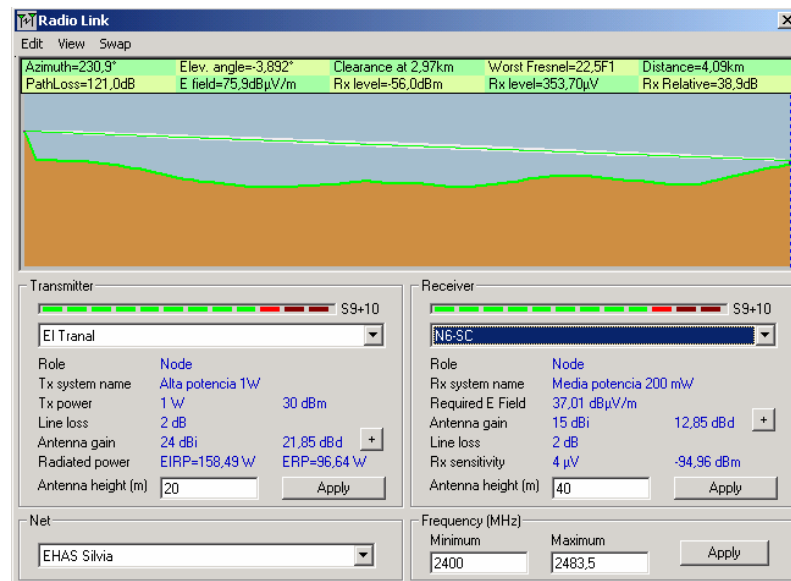 Radio Link
Edit View Swap
Azimuth=230,9° Elev. angle=-3,892° Clearance at 2,97km Worst Fresnel=22,5F1 Distance=4,09km
PathLoss=121,0dB E field=75,9dBµV/m Rx level=-56,0dBm Rx level=353,70µV Rx Relative=38,9dB
Transmitter
S9+10
El Tranal
Role Node
Tx system name Alta potencia 1W
Tx power 1 W 30 dBm
Line loss 2 dB
Antenna gain 24 dBi 21,85 dBd +
Radiated power EIRP=158,49 W ERP=96,64 W
Antenna height (m) 20 Apply
Net
EHAS Silvia
Receiver
S9+10
N6-SC
Role Node
Rx system name Media potencia 200 mW
Required E Field 37,01 dBµV/m
Antenna gain 15 dBi 12,85 dBd +
Line loss 2 dB
Rx sensitivity 4 µV -94,96 dBm
Antenna height (m) 40 Apply
Frequency (MHz)
Minimum Maximum
2400 2483,5 Apply